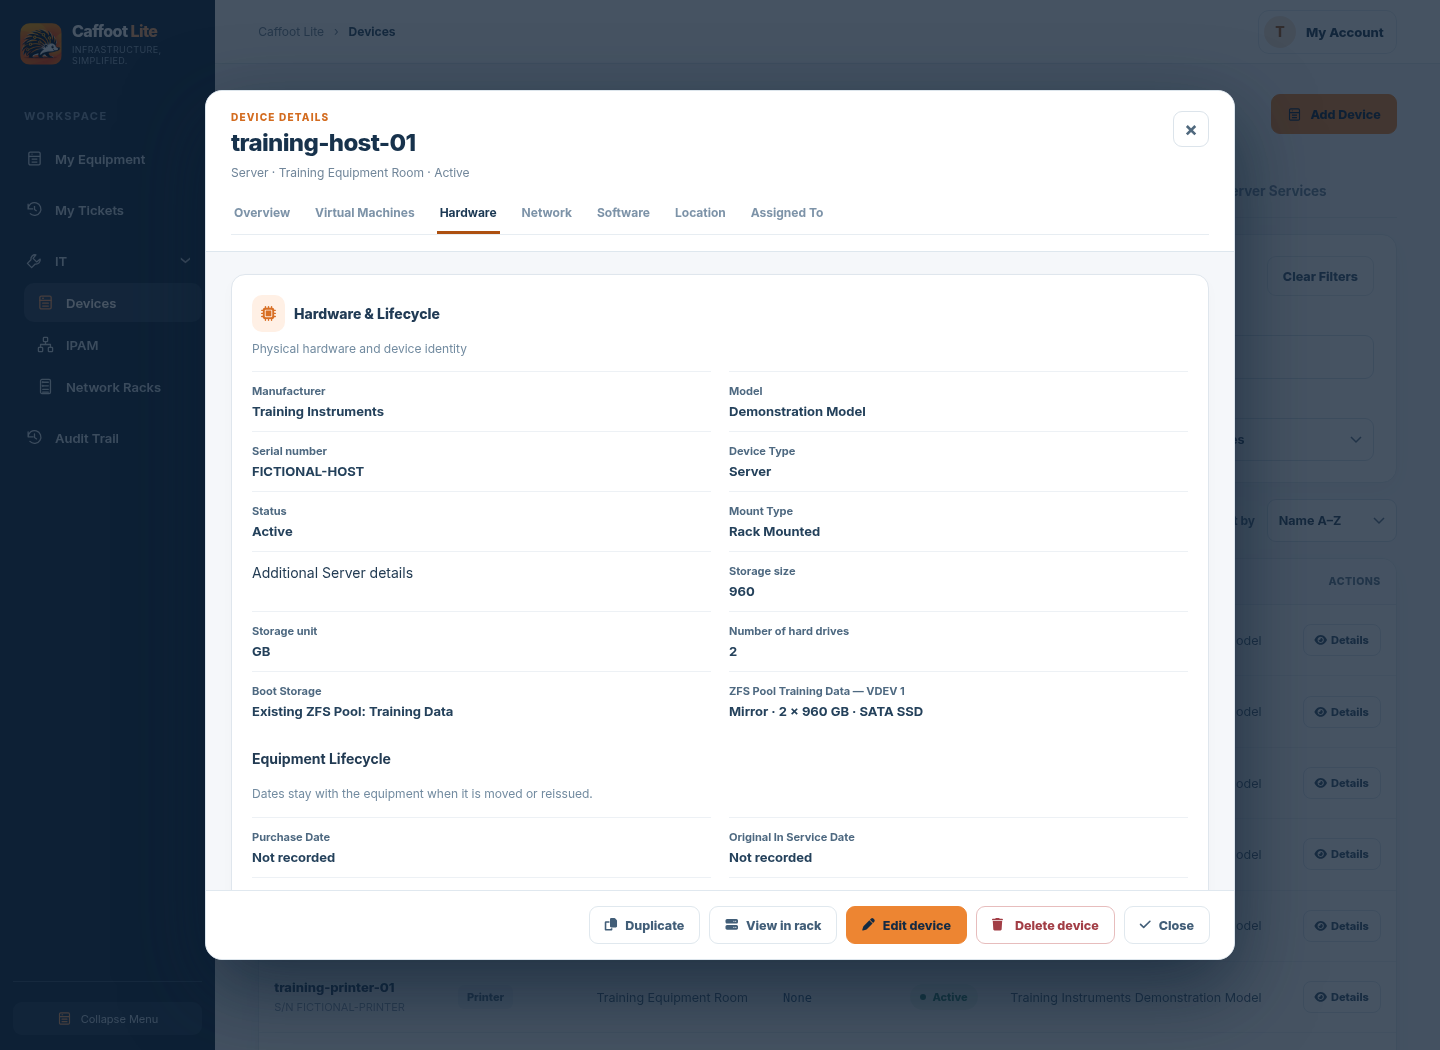 Caffoot Lite
INFRASTRUCTURE,
SIMPLIFIED.
Caffoot Lite › Devices
T My Account
WORKSPACE
My Equipment
My Tickets
IT
Devices
IPAM
Network Racks
Audit Trail
Collapse Menu
Add Device
erver Services
Clear Filters
es
by Name A–Z
ACTIONS
odel Details
odel Details
odel Details
odel Details
odel Details
DEVICE DETAILS
training-host-01
Server · Training Equipment Room · Active
Overview Virtual Machines Hardware Network Software Location Assigned To
Hardware & Lifecycle
Physical hardware and device identity
Manufacturer
Training Instruments
Model
Demonstration Model
Serial number
FICTIONAL-HOST
Device Type
Server
Status
Active
Mount Type
Rack Mounted
Additional Server details
Storage size
960
Storage unit
GB
Number of hard drives
2
Boot Storage
Existing ZFS Pool: Training Data
ZFS Pool Training Data — VDEV 1
Mirror · 2 × 960 GB · SATA SSD
Equipment Lifecycle
Dates stay with the equipment when it is moved or reissued.
Purchase Date
Not recorded
Original In Service Date
Not recorded
Duplicate View in rack Edit device Delete device Close
training-printer-01
S/N FICTIONAL-PRINTER
Printer Training Equipment Room None Active Training Instruments Demonstration Model Details